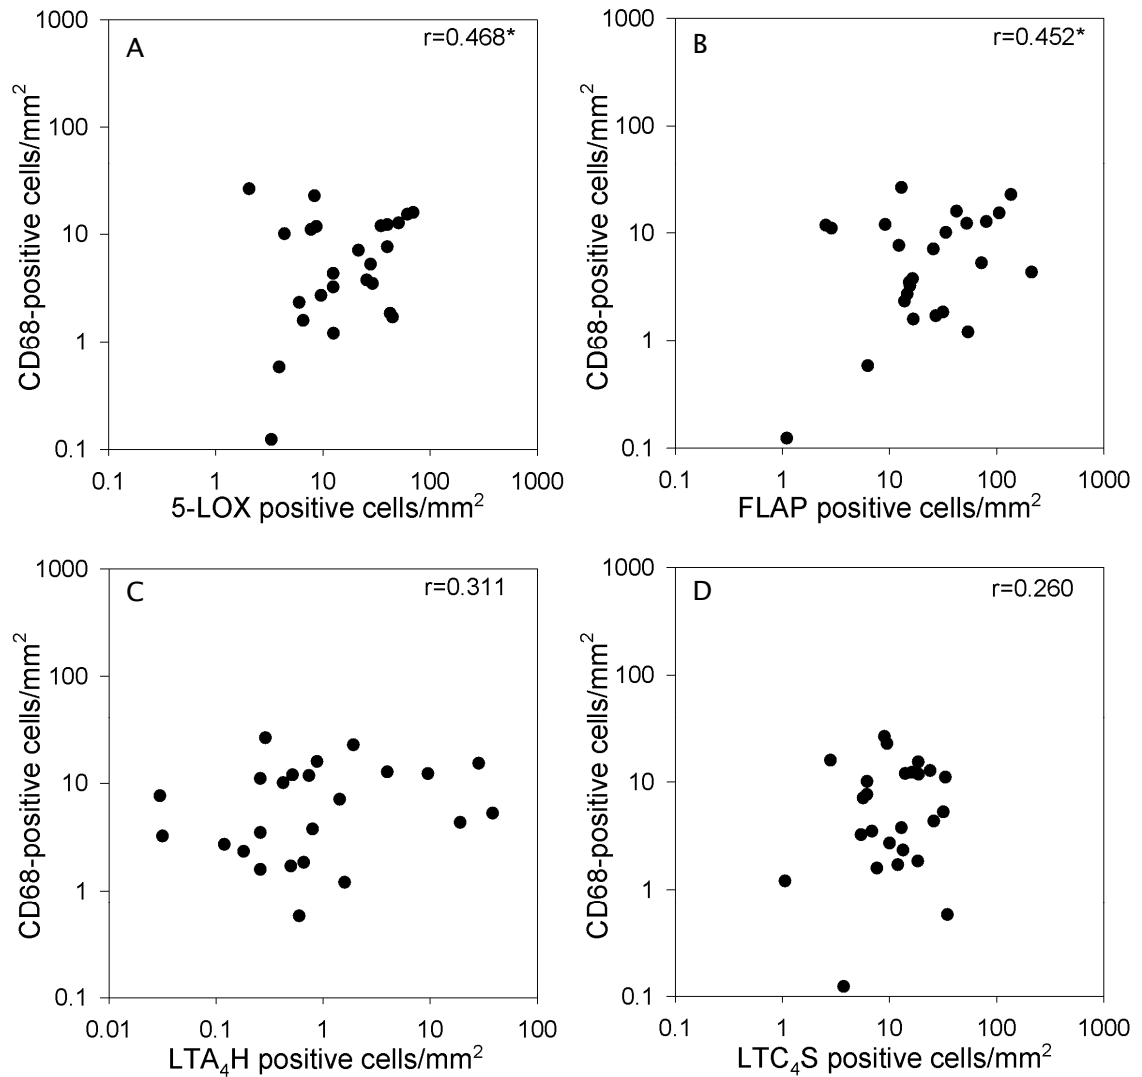 A
r=0.468*
1000
100
10
1
0.1
CD68-positive cells/mm2
0.1 1 10 100 1000
5-LOX positive cells/mm2
B
r=0.452*
1000
100
10
1
0.1
CD68-positive cells/mm2
0.1 1 10 100 1000
FLAP positive cells/mm2
C
r=0.311
1000
100
10
1
0.1
CD68-positive cells/mm2
0.01 0.1 1 10 100
LTA4H positive cells/mm2
D
r=0.260
1000
100
10
1
0.1
CD68-positive cells/mm2
0.1 1 10 100 1000
LTC4S positive cells/mm2